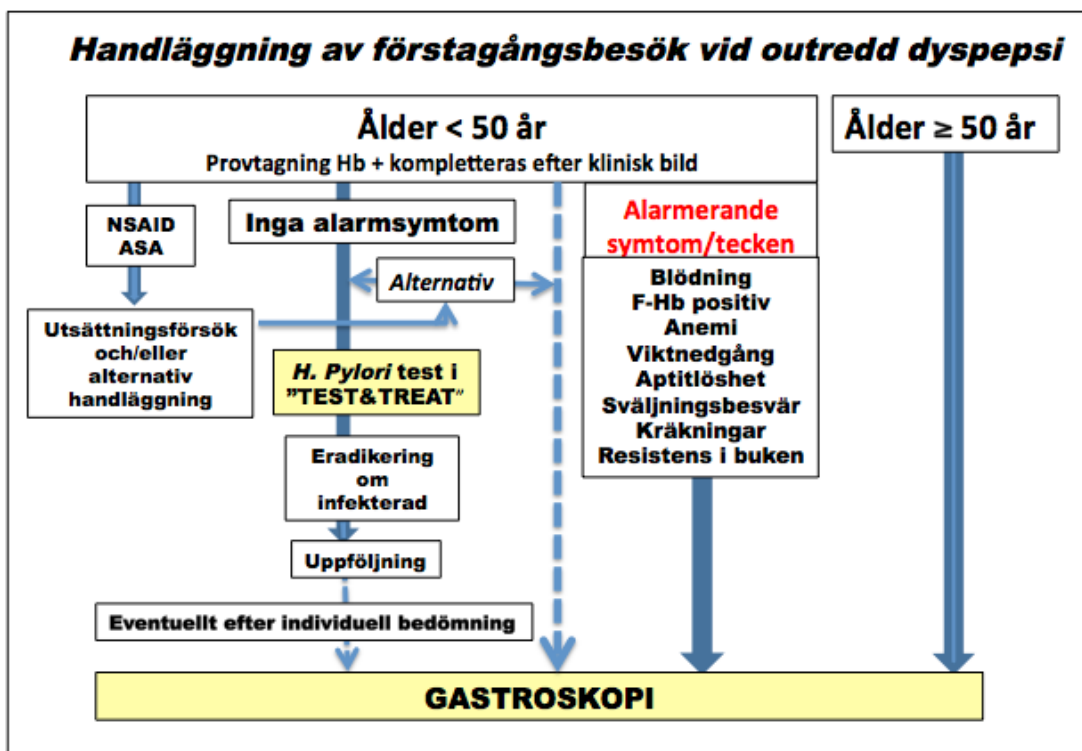 Handläggning av förstagångsbesök vid outredd dyspepsi
Ålder < 50 år
Provtagning Hb + kompletteras efter klinisk bild
Ålder ≥ 50 år
NSAID
ASA
Inga alarmsymtom
Alarmerande
symtom/tecken
Alternativ
Blödning
F-Hb positiv
Anemi
Viktnedgång
Aptitlöshet
Sväljningsbesvär
Kräkningar
Resistens i buken
Utsättningsförsök
och/eller
alternativ
handläggning
H. Pylori test i
”TEST&TREAT”
Eradikering
om
infekterad
Uppföljning
Eventuellt efter individuell bedömning
GASTROSKOPI